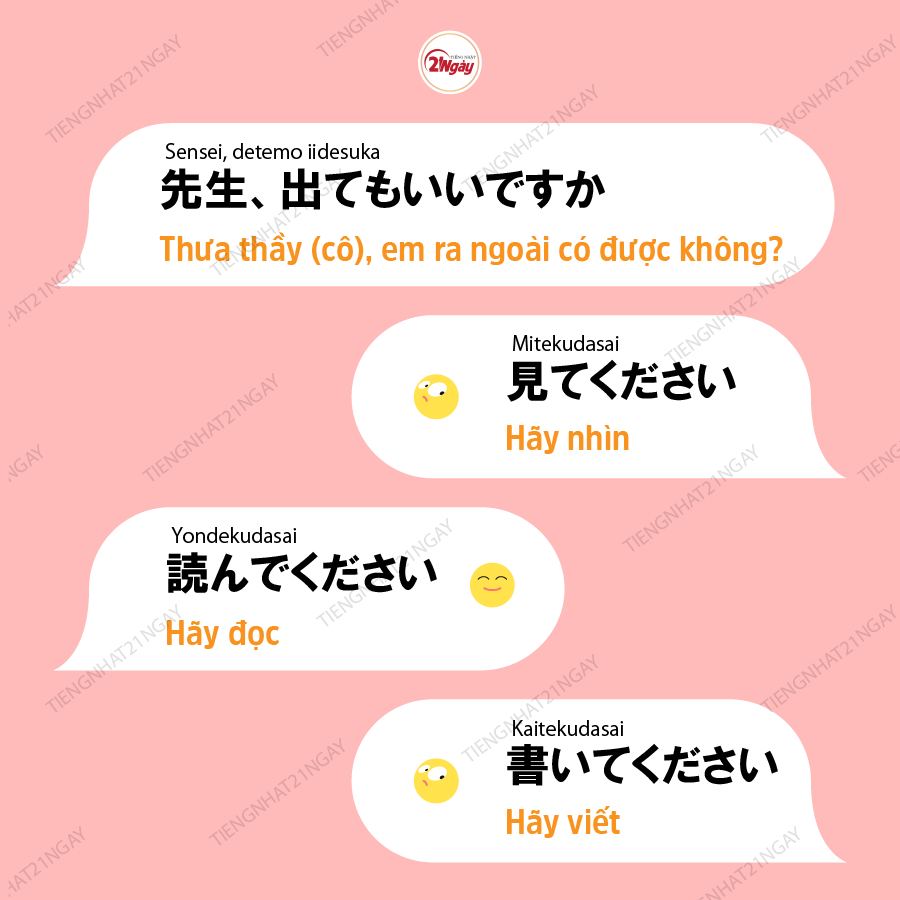 TIẾNG NHẬT
21Ngày
Sensei, detemo iidesuka
先生、出てもいいですか
Thưa thầy (cô), em ra ngoài có được không?
Mitekudasai
見てください
Hãy nhìn
Yondekudasai
読んでください
Hãy đọc
Kaitekudasai
書いてください
Hãy viết
TIENGNHAT21NGAY